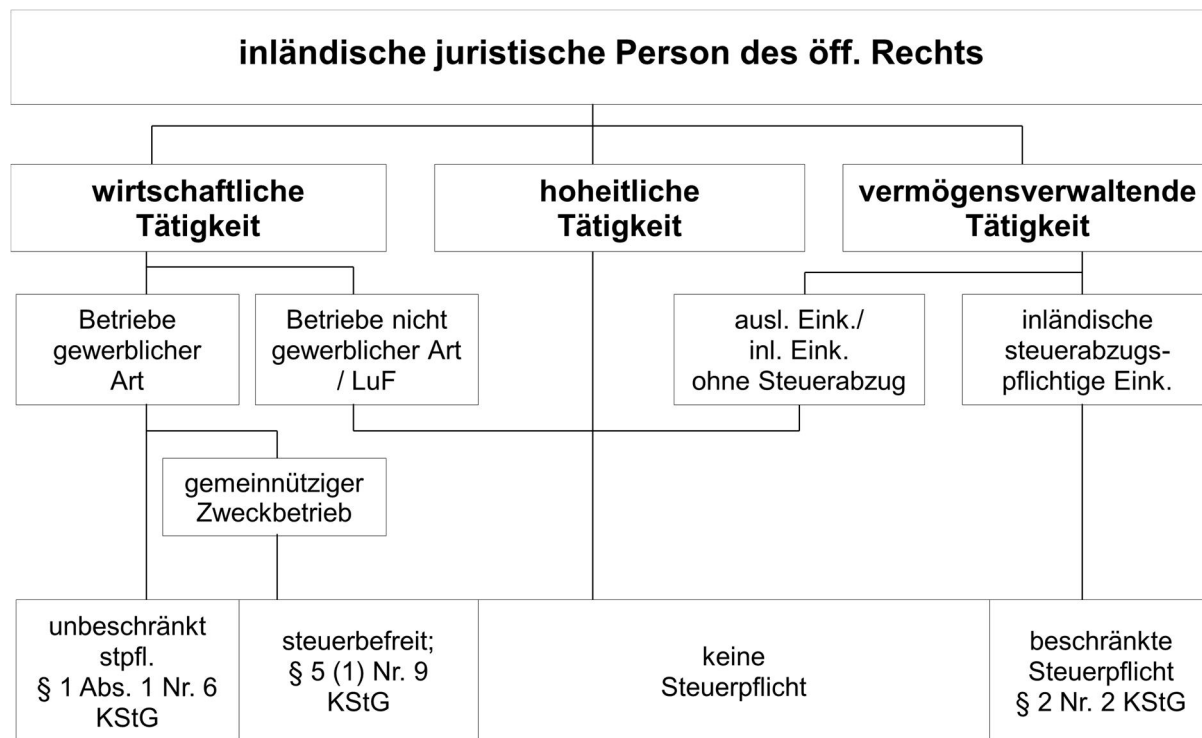 inländische juristische Person des öff. Rechts
wirtschaftliche
Tätigkeit
hoheitliche
Tätigkeit
vermögensverwaltende
Tätigkeit
Betriebe
gewerblicher
Art
Betriebe nicht
gewerblicher Art
/ LuF
ausl. Eink./
inl. Eink.
ohne Steuerabzug
inländische
steuerabzugs-
pflichtige Eink.
gemeinnütziger
Zweckbetrieb
unbeschränkt
stpfl.
§ 1 Abs. 1 Nr. 6
KStG
steuerbefreit;
§ 5 (1) Nr. 9
KStG
keine
Steuerpflicht
beschränkte
Steuerpflicht
§ 2 Nr. 2 KStG